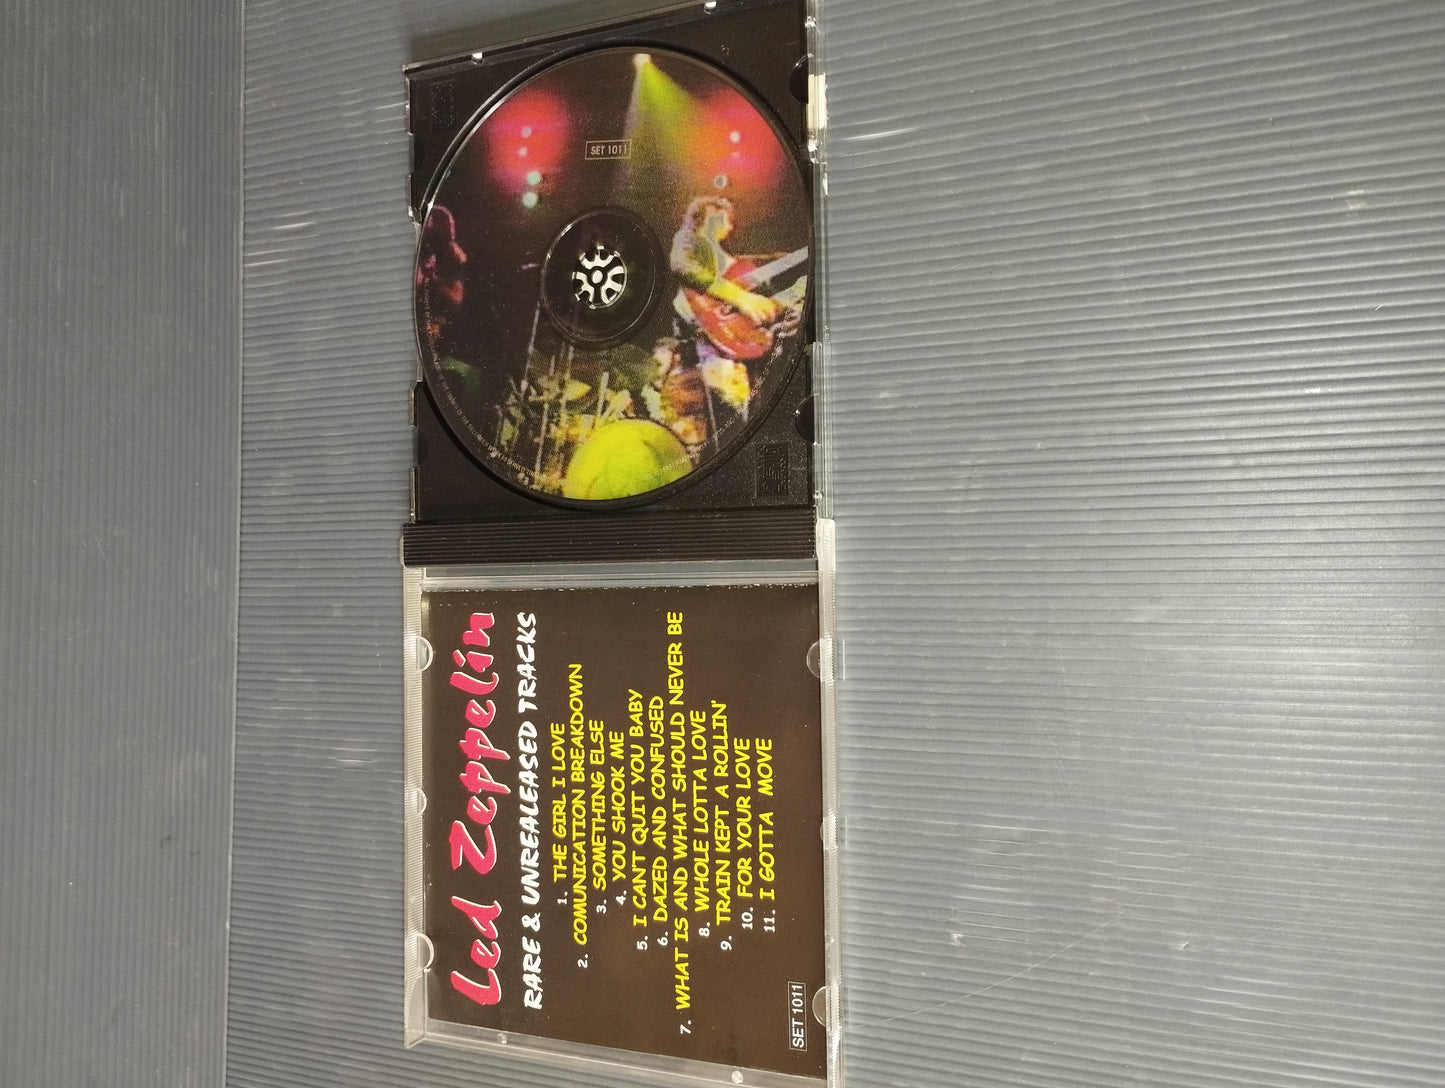 Led Zeppelin
RARE & UNREALEASED TRACKS
1. THE GIRL I LOVE
2. COMUNICATION BREAKDOWN
3. SOMETHING ELSE
4. YOU SHOOK ME
5. I CAN'T QUIT YOU BABY
6. DAZED AND CONFUSED
7. WHAT IS AND WHAT SHOULD NEVER BE
8. WHOLE LOTTA LOVE
9. TRAIN KEPT A ROLLIN'
10. FOR YOUR LOVE
11. I GOTTA MOVE
SET 1011
SET 1011